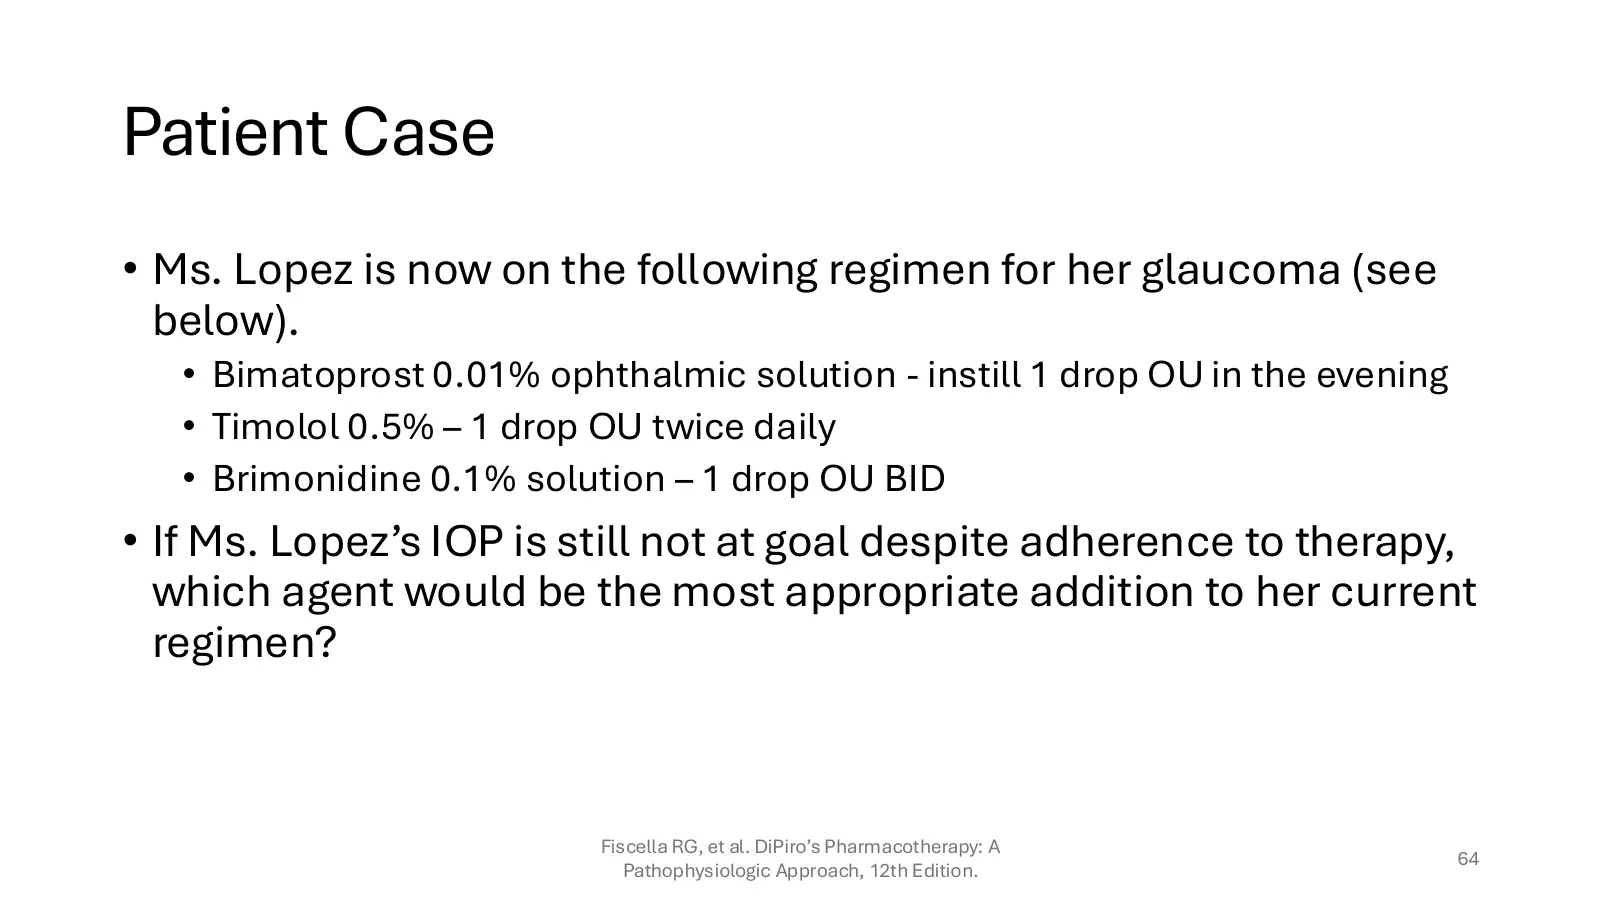 Patient Case
• Ms. Lopez is now on the following regimen for her glaucoma (see
below).
• Bimatoprost 0.01% ophthalmic solution - instill 1 drop OU in the evening
• Timolol 0.5% – 1 drop OU twice daily
• Brimonidine 0.1% solution – 1 drop OU BID
• If Ms. Lopez’s IOP is still not at goal despite adherence to therapy,
which agent would be the most appropriate addition to her current
regimen?
Fiscella RG, et al. DiPiro’s Pharmacotherapy: A
Pathophysiologic Approach, 12th Edition.
64